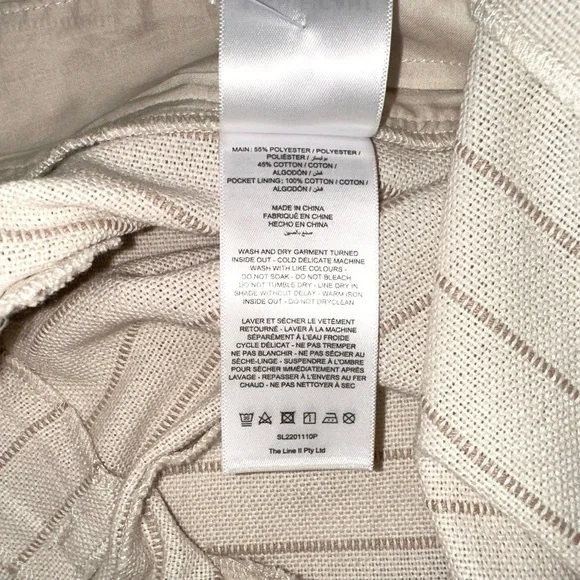 MAIN: 55% POLYESTER / POLYESTER /
POLIÉSTER / بوليستر
45% COTTON / COTON /
ALGODÓN / قطن
POCKET LINING: 100% COTTON / COTON /
ALGODÓN / قطن
MADE IN CHINA
FABRIQUÉ EN CHINE
HECHO EN CHINA
صنع بالصين
WASH AND DRY GARMENT TURNED
INSIDE OUT - COLD DELICATE MACHINE
WASH WITH LIKE COLOURS -
DO NOT SOAK - DO NOT BLEACH
DO NOT TUMBLE DRY - LINE DRY IN
SHADE WITHOUT DELAY - WARM IRON
INSIDE OUT - DO NOT DRYCLEAN
LAVER ET SÉCHER LE VETÉMENT
RETOURNÉ - LAVER À LA MACHINE
SÉPARÉMENT À L'EAU FROIDE
CYCLE DÉLICAT - NE PAS TREMPER
NE PAS BLANCHIR - NE PAS SÉCHER AU
SÈCHE-LINGE - SUSPENDRE À L'OMBRE
POUR SÉCHER IMMÉDIATEMENT APRÈS
LAVAGE - REPASSER À L'ENVERS AU FER
CHAUD - NE PAS NETTOYER À SEC
30
SL2201110P
The Line II Pty Ltd